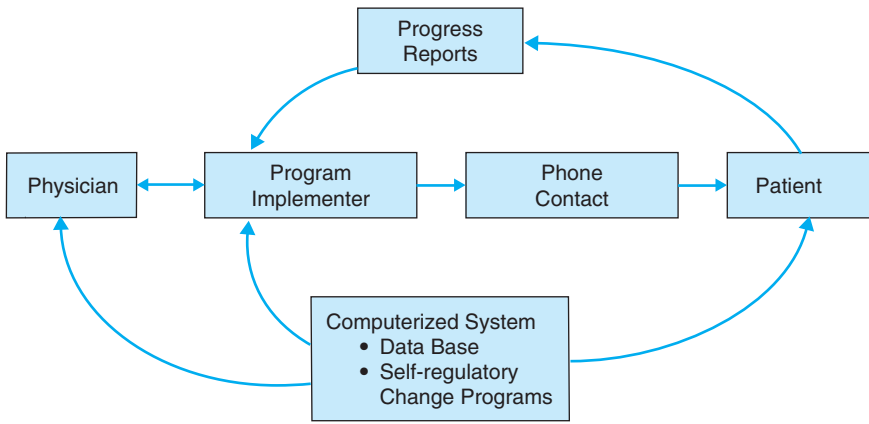 Progress
Reports
Physician
Program
Implementer
Phone
Contact
Patient
Computerized System
• Data Base
• Self-regulatory
Change Programs